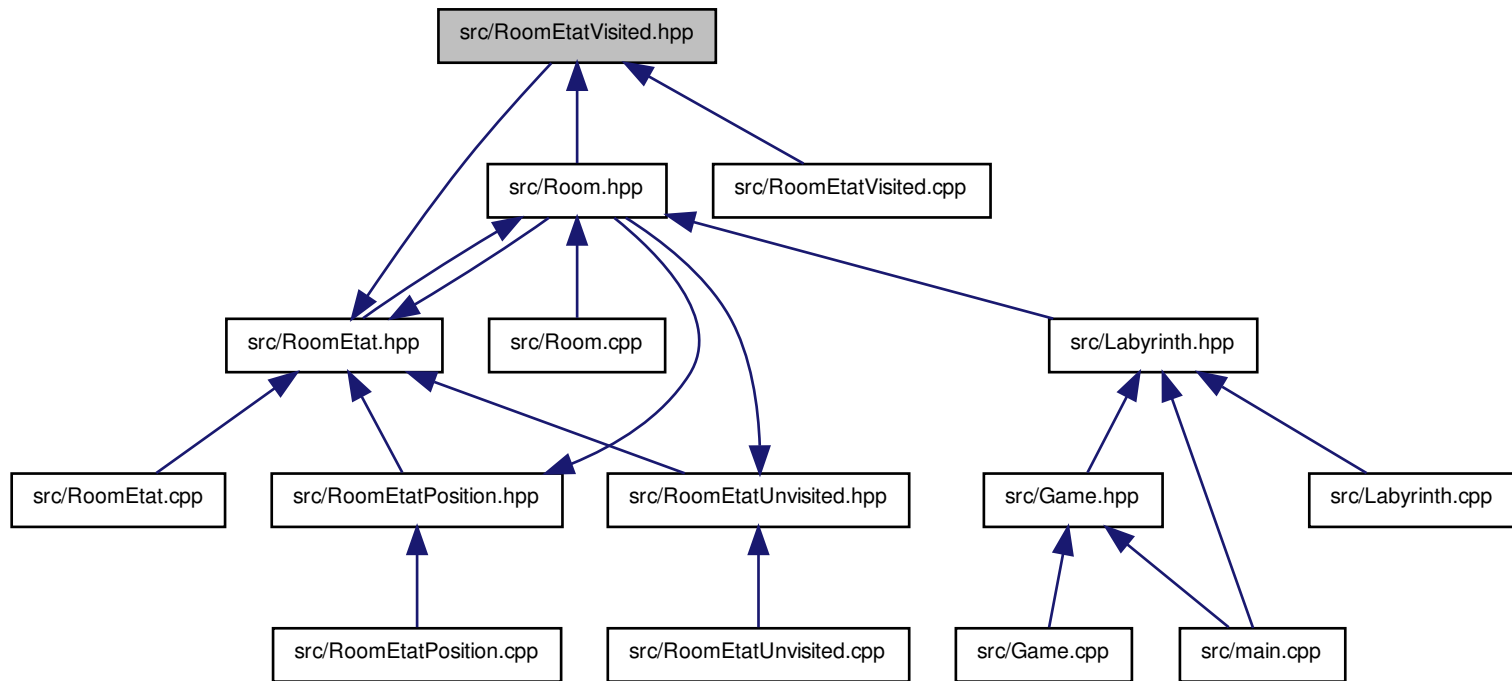 src/RoomEtatVisited.hpp
src/Room.hpp
src/RoomEtatVisited.cpp
src/RoomEtat.hpp
src/Room.cpp
src/Labyrinth.hpp
src/RoomEtat.cpp
src/RoomEtatPosition.hpp
src/RoomEtatUnvisited.hpp
src/Game.hpp
src/Labyrinth.cpp
src/RoomEtatPosition.cpp
src/RoomEtatUnvisited.cpp
src/Game.cpp
src/main.cpp